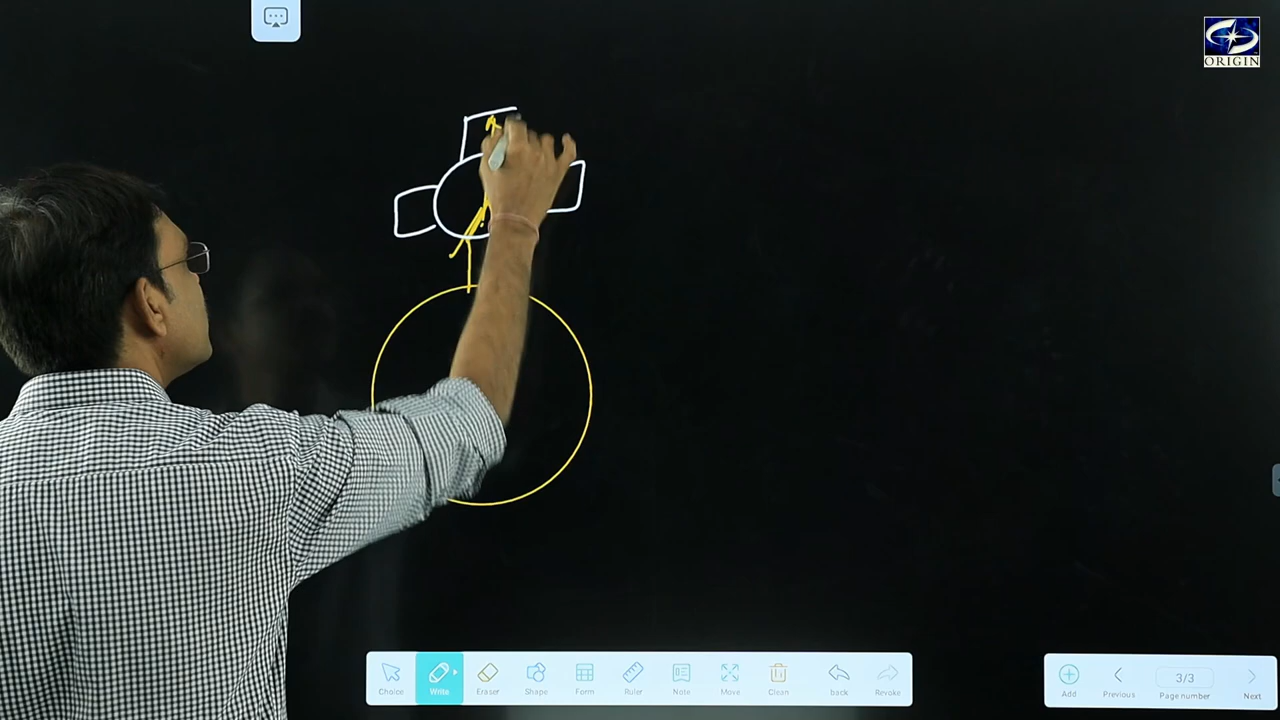 ORIGIN
Choice
Write
Eraser
Shape
Form
Ruler
Note
Move
Clean
back
Revoke
Add
Previous
3/3
Page number
Next